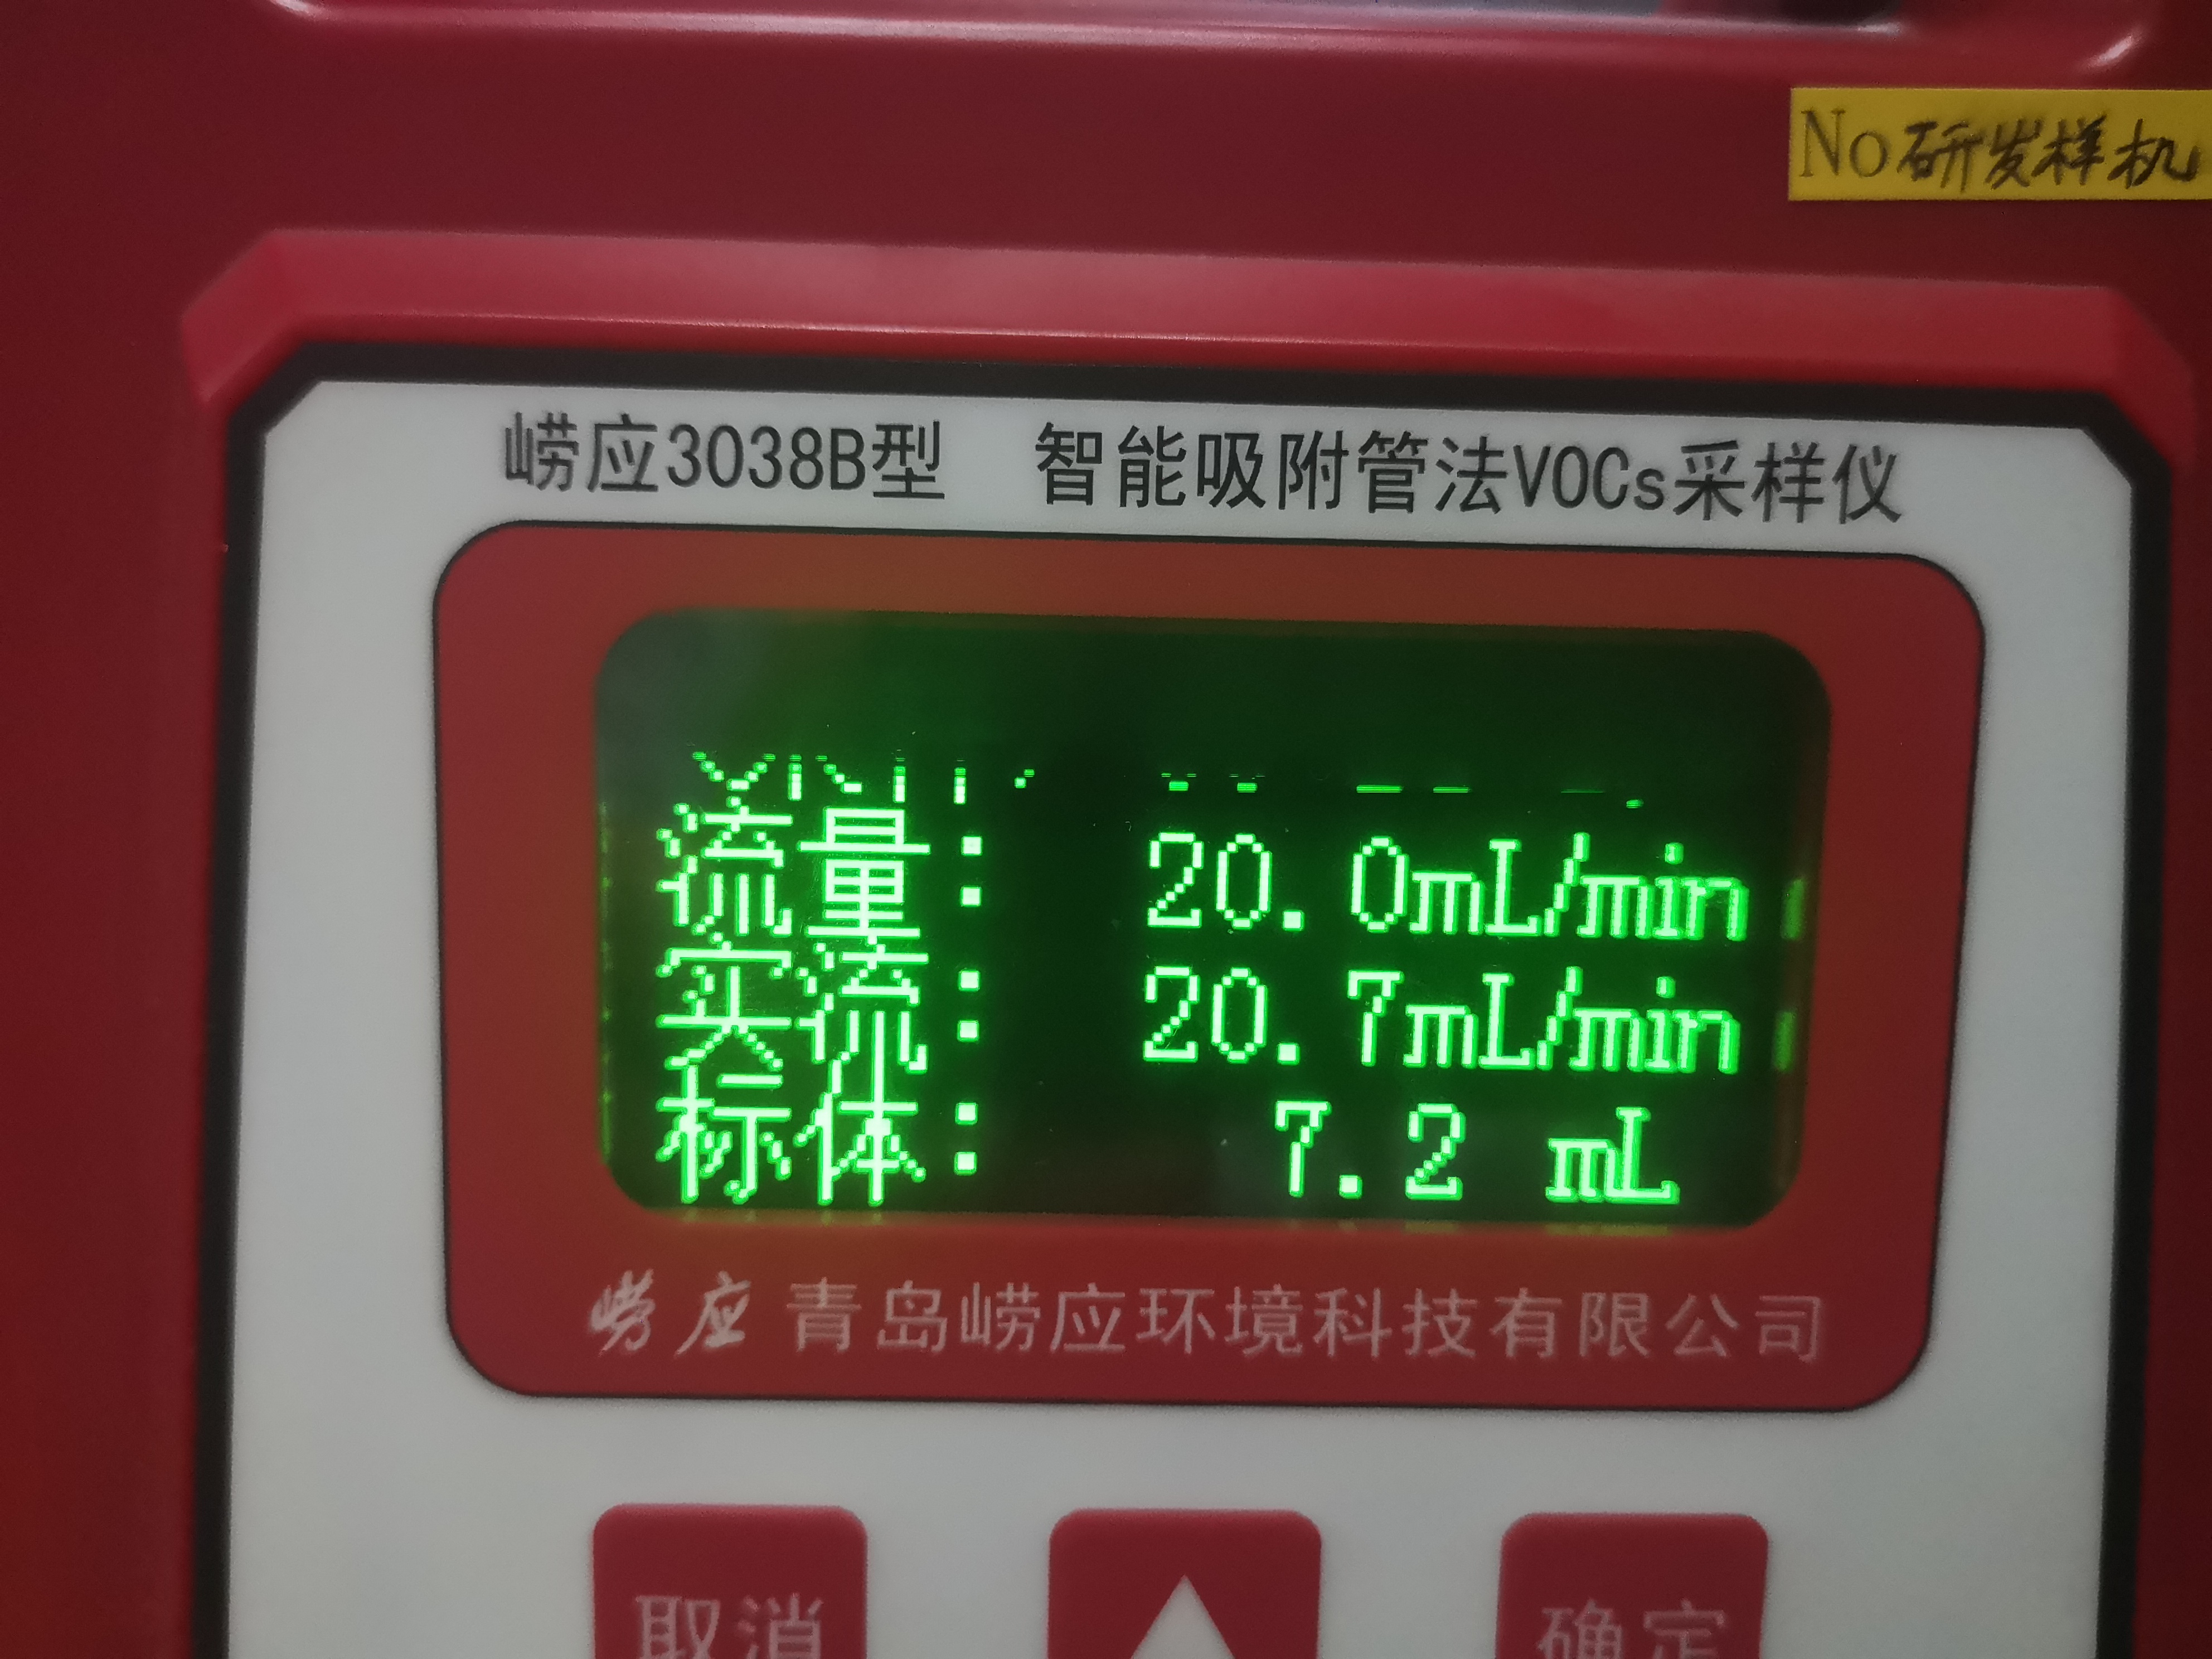 No研发样机
崂应3038B型 智能吸附管法VOCs采样仪
流量: 20.0mL/min
实流: 20.7mL/min
标体: 7.2 mL
崂应 青岛崂应环境科技有限公司
取消 确定